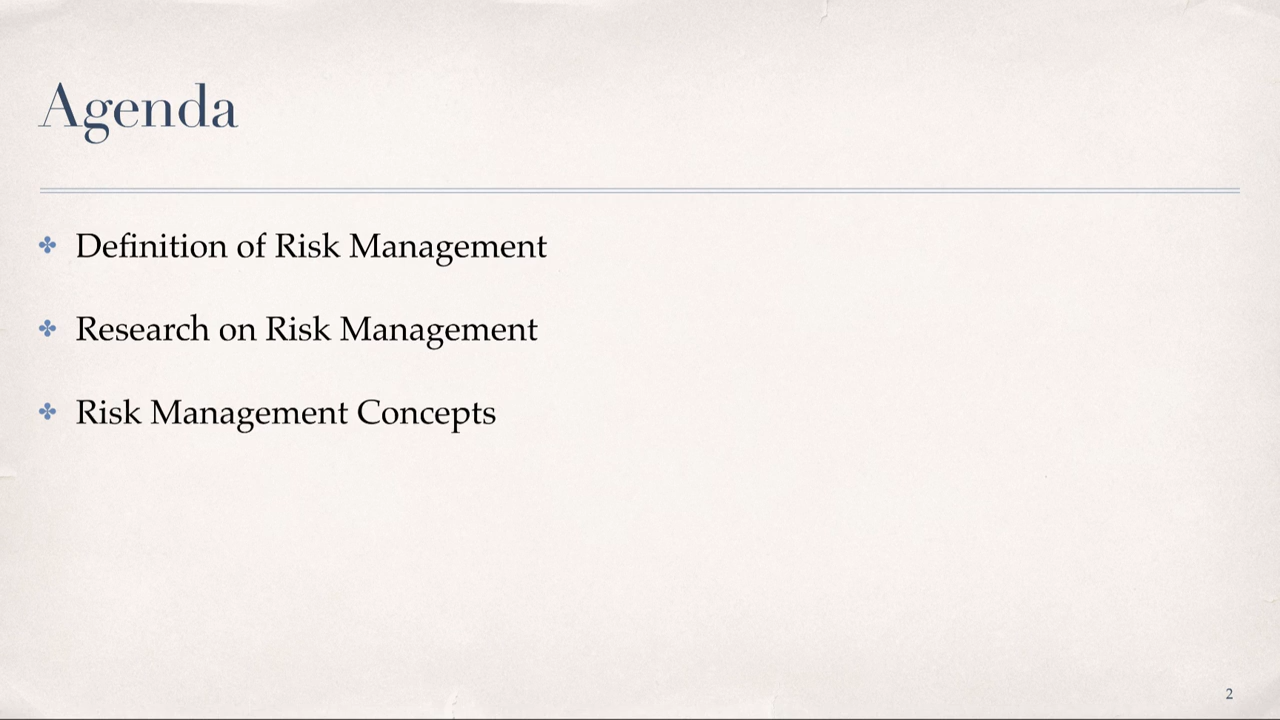 Agenda
Definition of Risk Management
Research on Risk Management
Risk Management Concepts
2